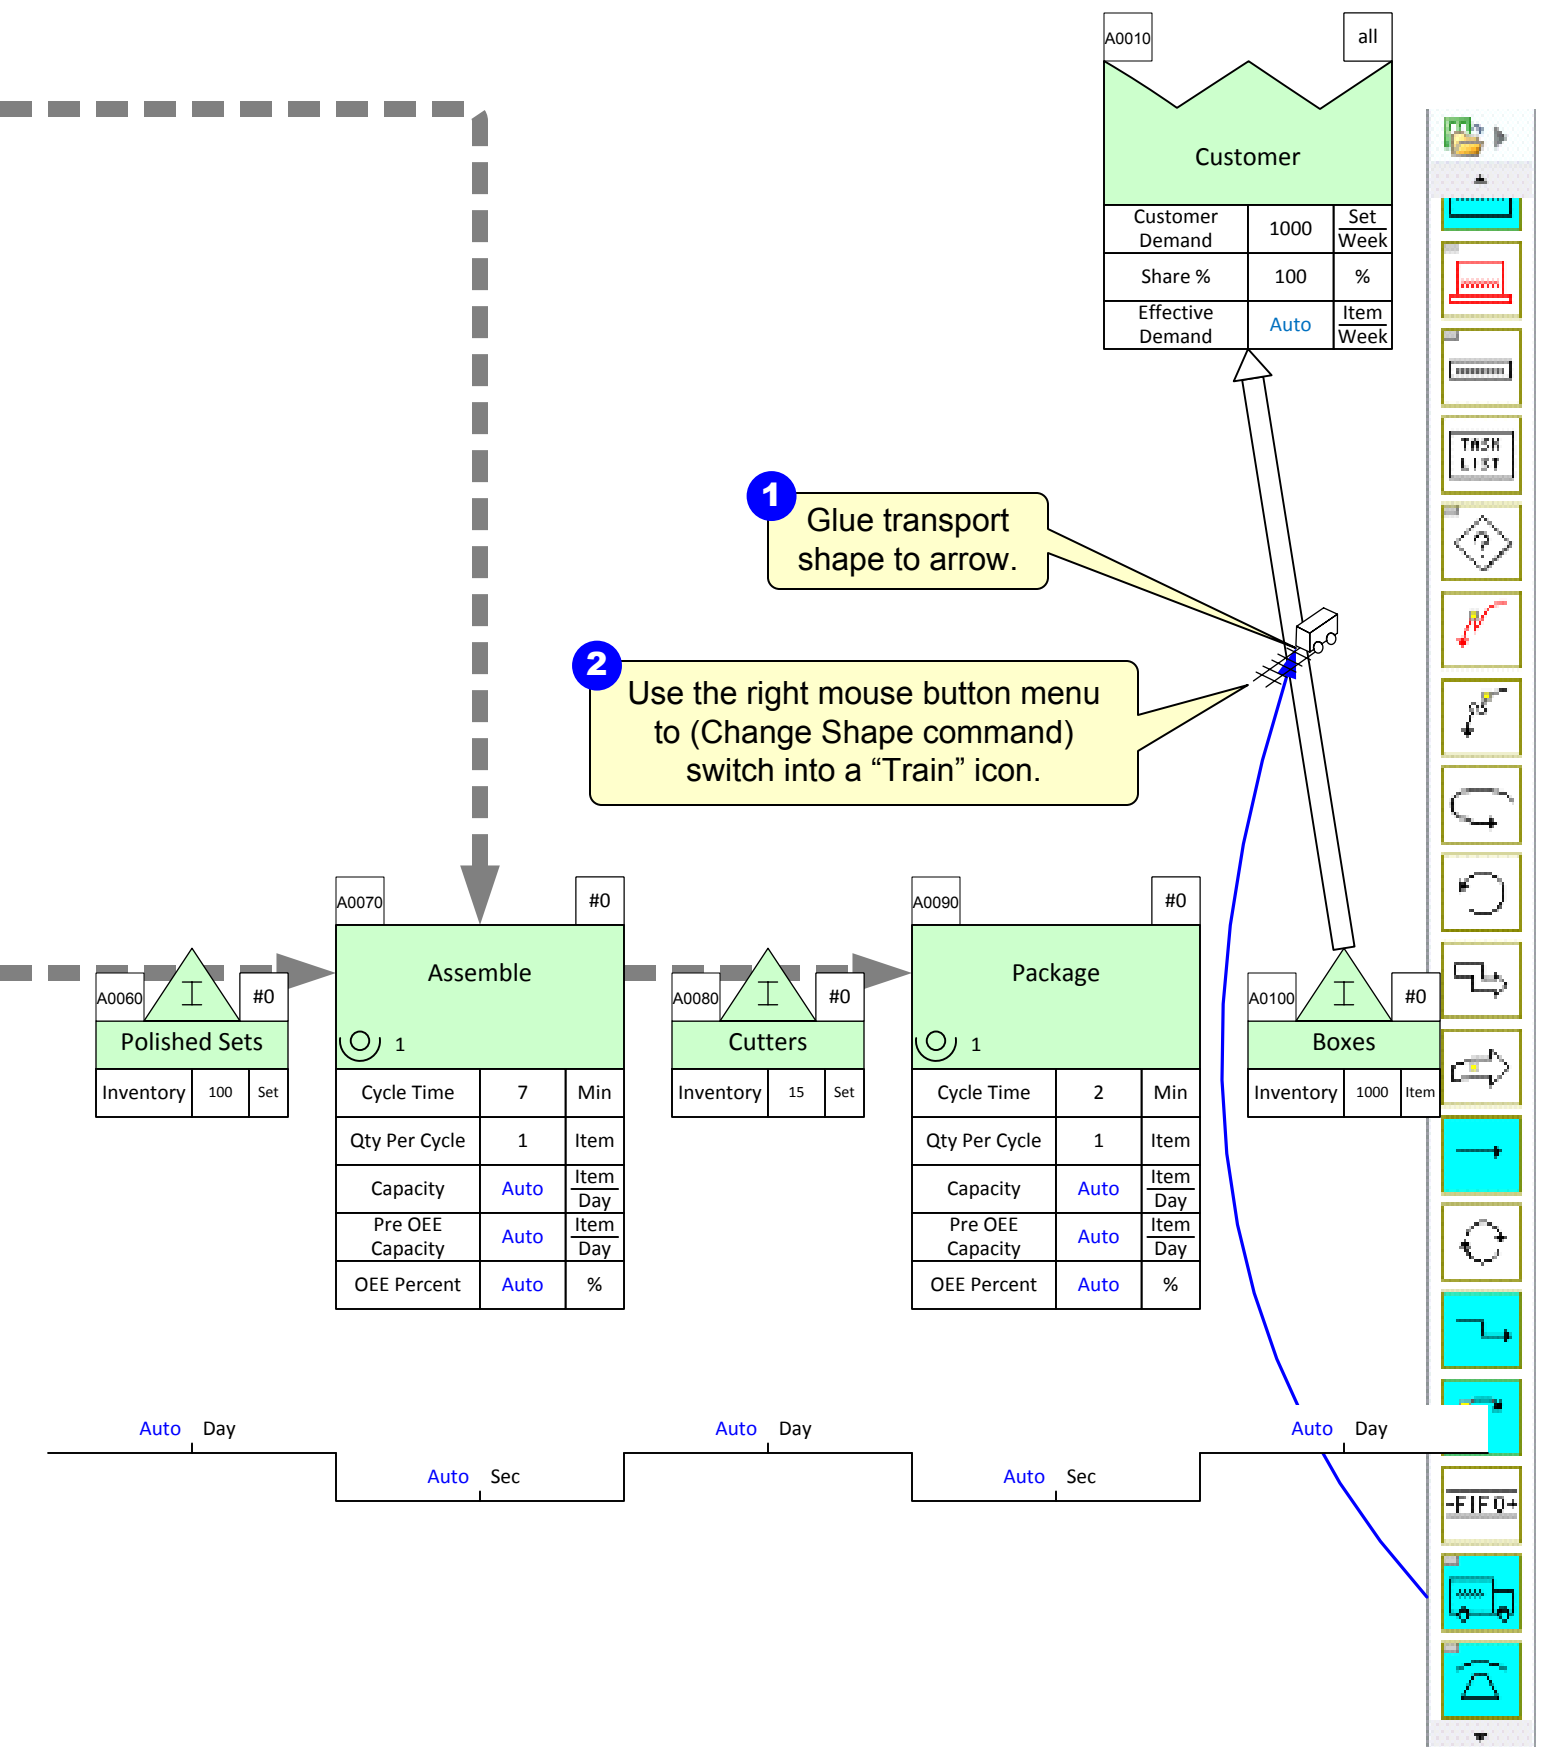 A0010
all
Customer
Customer
Demand
1000
Set
Week
Share %
100
%
Effective
Demand
Auto
Item
Week
TASK
LIST
?
1
Glue transport
shape to arrow.
2
Use the right mouse button menu
to (Change Shape command)
switch into a “Train” icon.
A0060
I
#0
Polished Sets
Inventory
100
Set
A0070
#0
Assemble
1
Cycle Time
7
Min
Qty Per Cycle
1
Item
Capacity
Auto
Item
Day
Pre OEE
Capacity
Auto
Item
Day
OEE Percent
Auto
%
A0080
I
#0
Cutters
Inventory
15
Set
A0090
#0
Package
1
Cycle Time
2
Min
Qty Per Cycle
1
Item
Capacity
Auto
Item
Day
Pre OEE
Capacity
Auto
Item
Day
OEE Percent
Auto
%
A0100
I
#0
Boxes
Inventory
1000
Item
Auto Day
Auto Sec
Auto Day
Auto Sec
Auto Day
-FIFO+